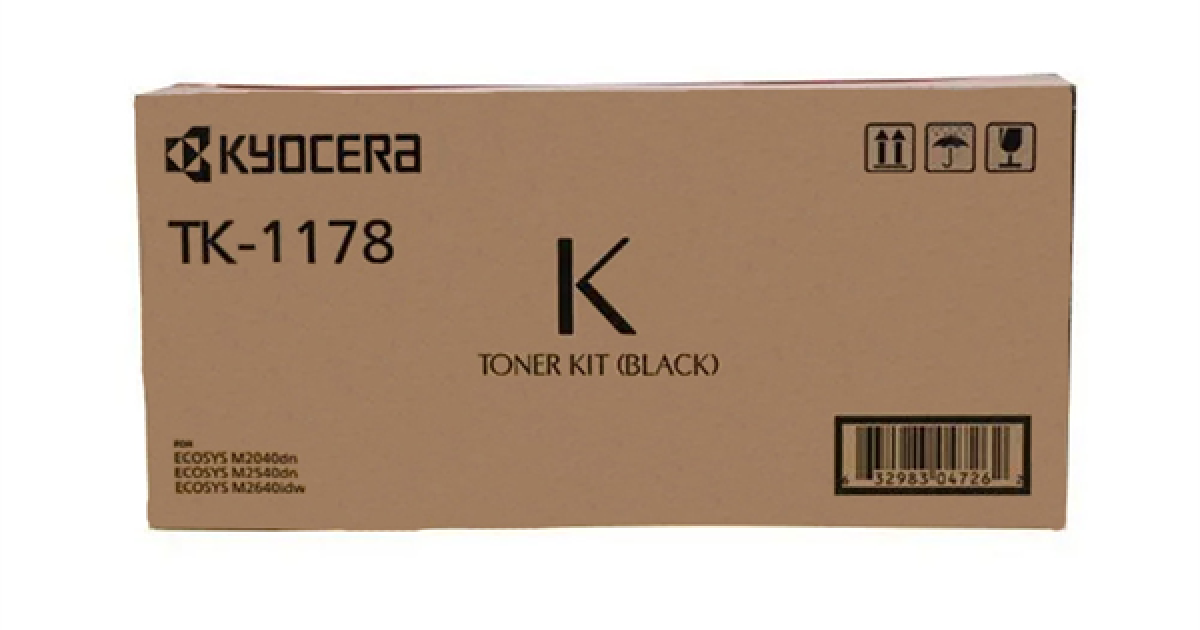 KYOCERA
TK-1178
K
TONER KIT (BLACK)
FOR
ECOSYS M2040dn
ECOSYS M2540dn
ECOSYS M2640idw
6 32983 04726 2